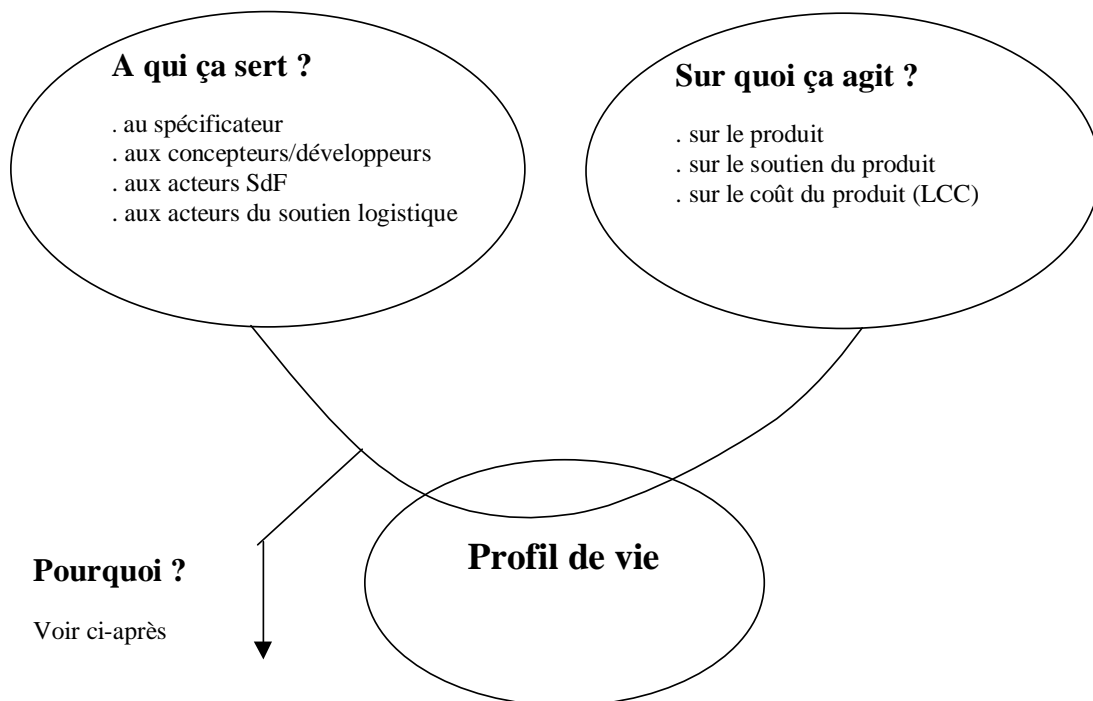 A qui ça sert ?
. au spécificateur
. aux concepteurs/développeurs
. aux acteurs SdF
. aux acteurs du soutien logistique
Sur quoi ça agit ?
. sur le produit
. sur le soutien du produit
. sur le coût du produit (LCC)
Pourquoi ?
Voir ci-après
Profil de vie